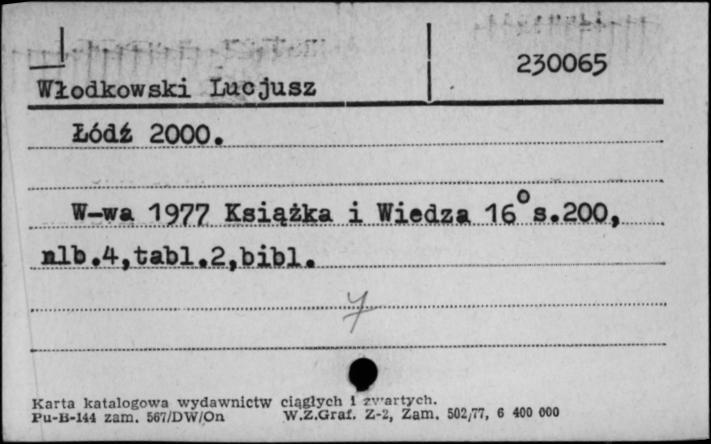 230065
Włodkowski Lucjusz
Łódź 2000.
W-wa 1977 Książka i Wiedza 16° s.200,
nlb.4,tabl.2,bibl.
7
Karta katalogowa wydawnictw ciągłych i zwartych.
Pu-B-144 zam. 567/DW/On W.Z.Graf. Z-2, Zam. 502/77, 6 400 000